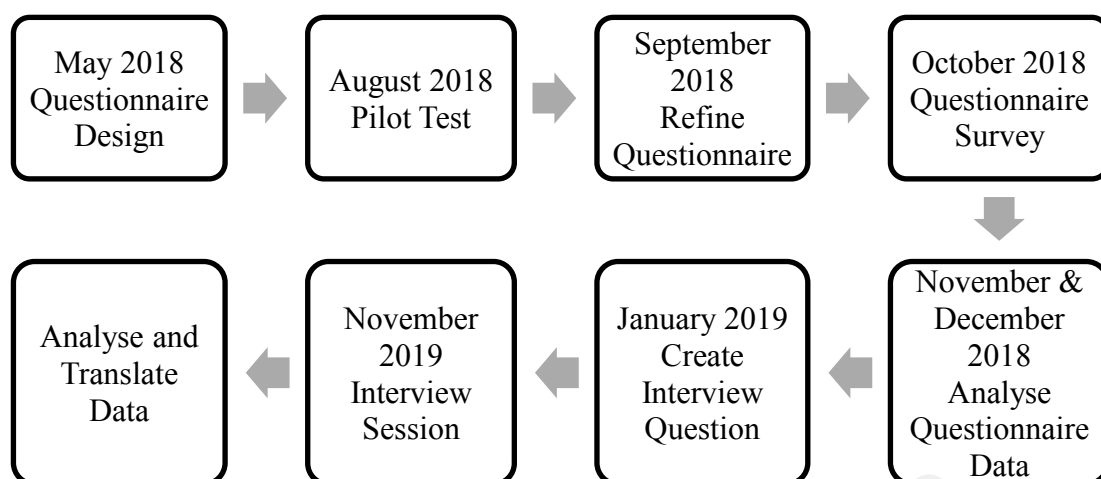 May 2018
Questionnaire
Design
August 2018
Pilot Test
September
2018
Refine
Questionnaire
October 2018
Questionnaire
Survey
November &
December
2018
Analyse
Questionnaire
Data
January 2019
Create
Interview
Question
November
2019
Interview
Session
Analyse and
Translate
Data